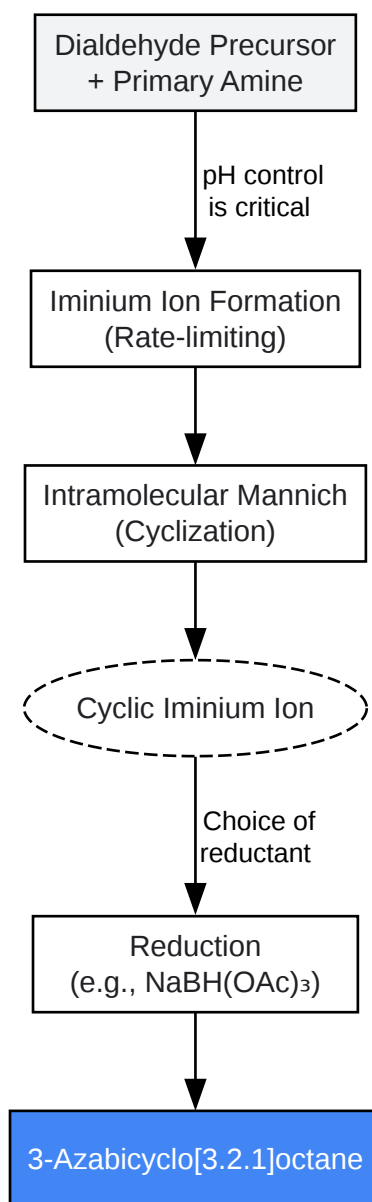 Dialdehyde Precursor
+ Primary Amine
pH control
is critical
Iminium Ion Formation
(Rate-limiting)
Intramolecular Mannich
(Cyclization)
Cyclic Iminium Ion
Choice of
reductant
Reduction
(e.g., NaBH(OAc)₃)
3-Azabicyclo[3.2.1]octane